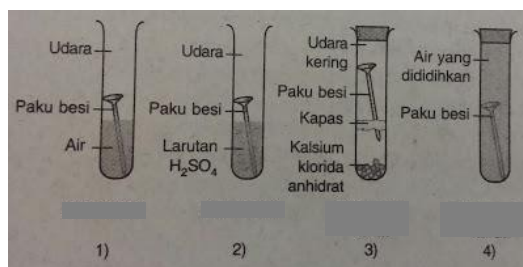 Udara
Paku besi
Air
1)
Udara
Paku besi
Larutan
H₂SO₄
2)
Udara
kering
Paku besi
Kapas
Kalsium
klorida
anhidrat
3)
Air yang
dididihkan
Paku besi
4)